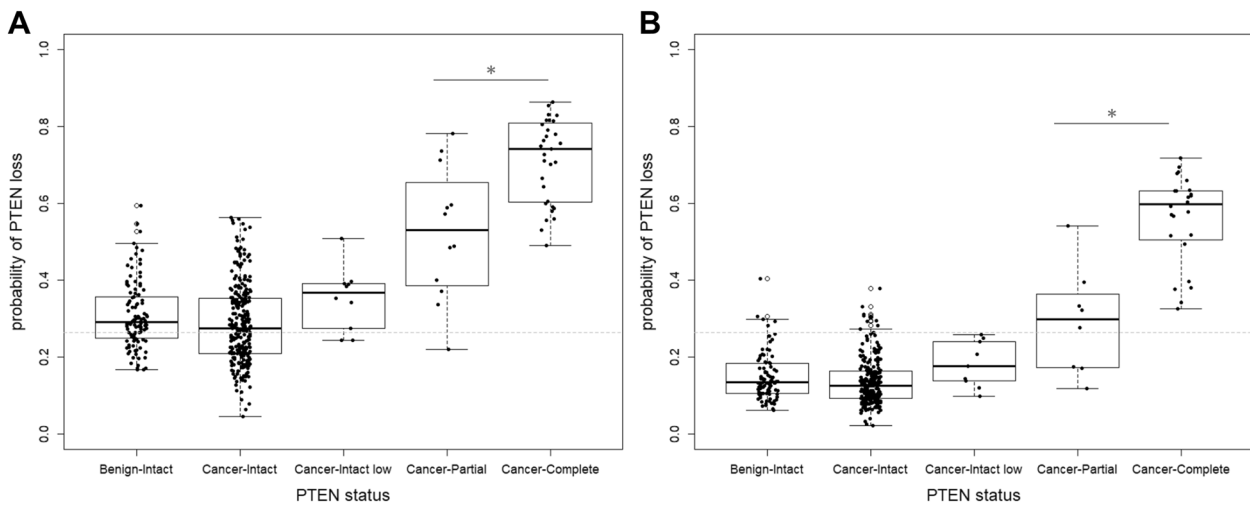 A
probability of PTEN loss
1.0
0.8
0.6
0.4
0.2
0.0
*
Benign-Intact
Cancer-Intact
Cancer-Intact low
Cancer-Partial
Cancer-Complete
PTEN status
B
probability of PTEN loss
1.0
0.8
0.6
0.4
0.2
0.0
*
Benign-Intact
Cancer-Intact
Cancer-Intact low
Cancer-Partial
Cancer-Complete
PTEN status